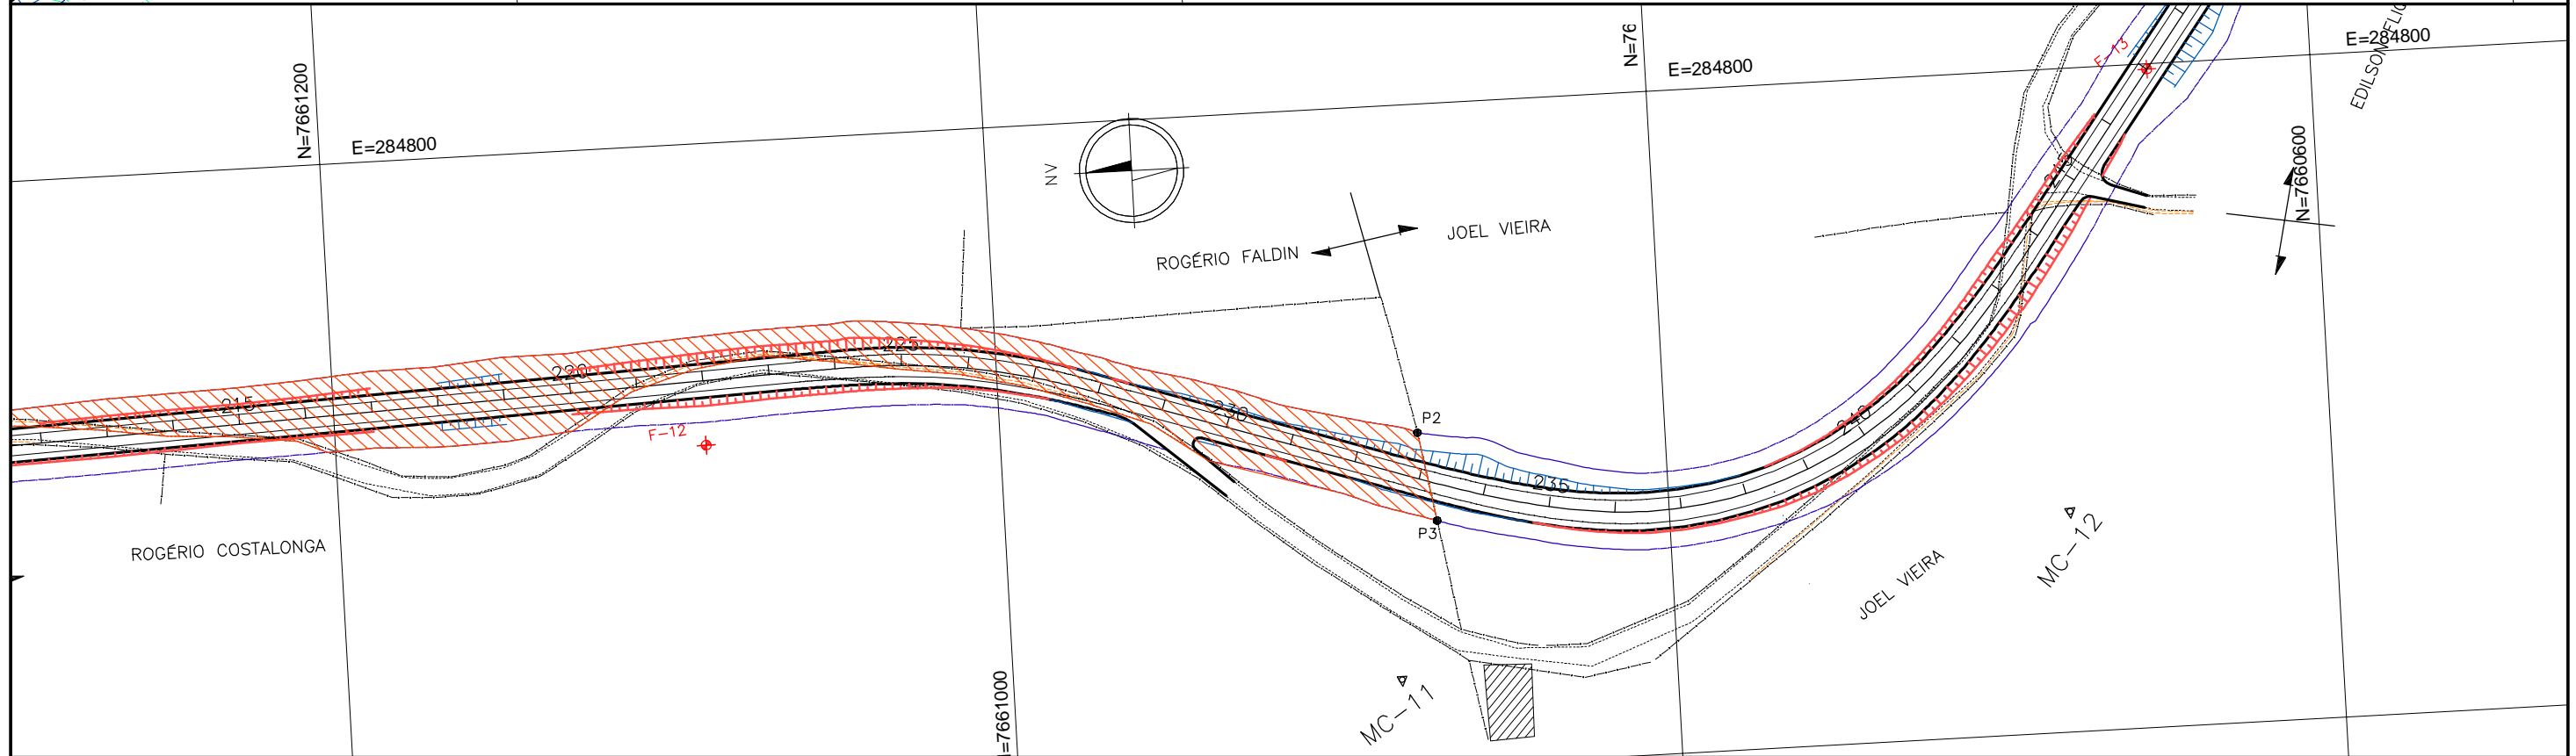 N=7661200
E=284800
NV
N=76
E=284800
F-13
E=284800
N=7660600
ROGÉRIO FALDIN
JOEL VIEIRA
215
220
225
230
235
240
F-12
P2
P3
ROGÉRIO COSTALONGA
=7661000
MC-11
MC-12
JOEL VIEIRA